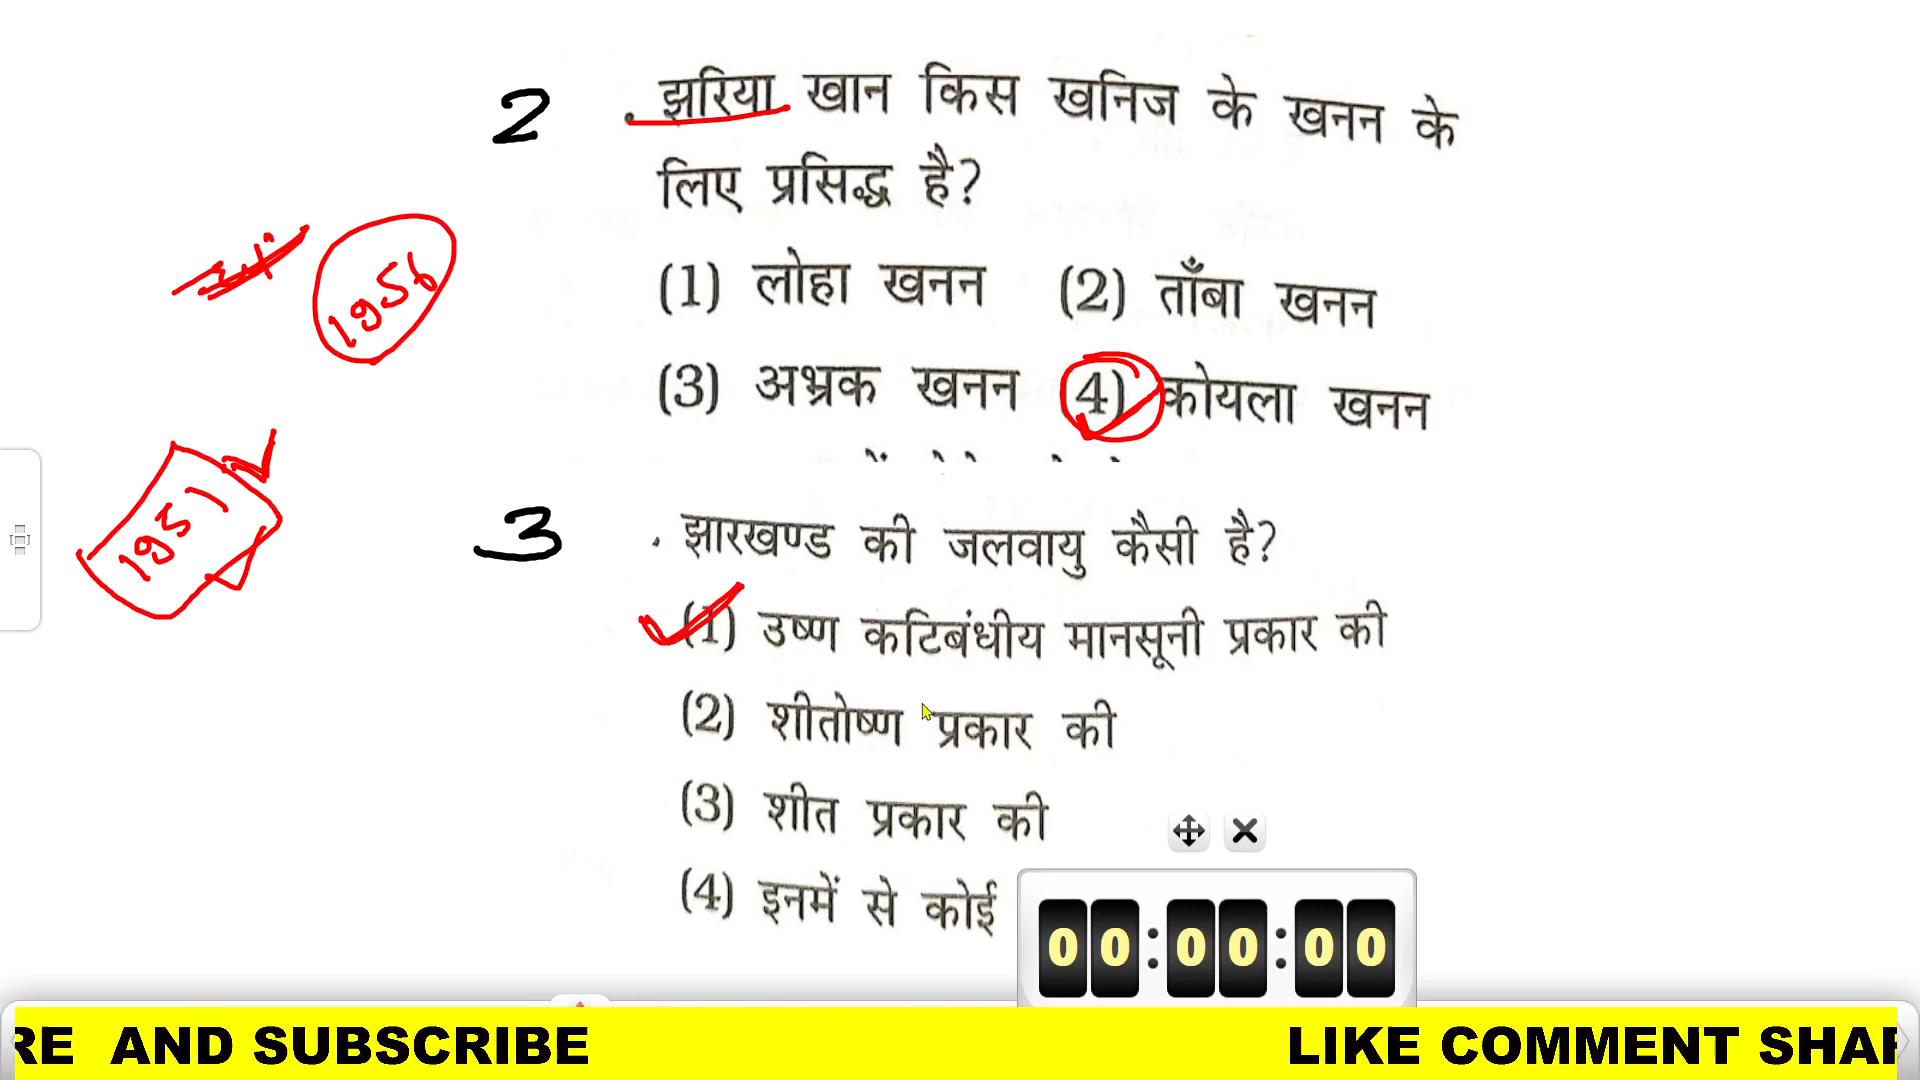 2 . झरिया खान किस खनिज के खनन के
लिए प्रसिद्ध है?
1956
(1) लोहा खनन (2) ताँबा खनन
(3) अभ्रक खनन (4) कोयला खनन
1951
3 . झारखण्ड की जलवायु कैसी है?
(1) उष्ण कटिबंधीय मानसूनी प्रकार की
(2) शीतोष्ण प्रकार की
(3) शीत प्रकार की
(4) इनमें से कोई
00:00:00
RE AND SUBSCRIBE LIKE COMMENT SHAR